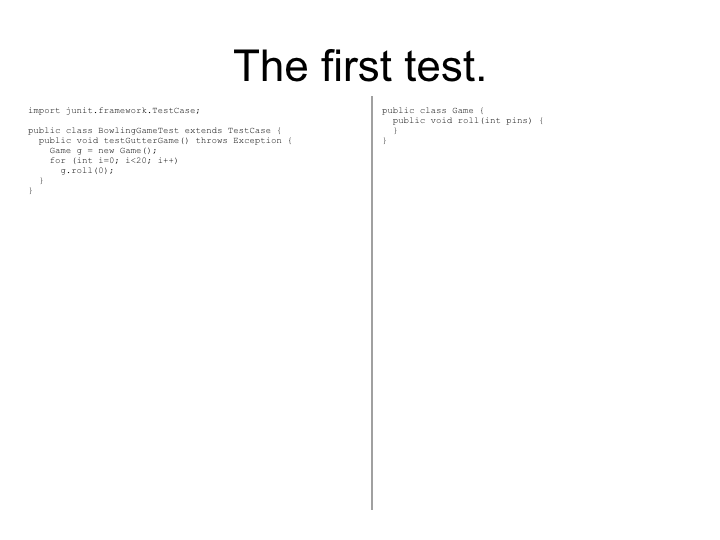 The first test.
import junit.framework.TestCase;
public class BowlingGameTest extends TestCase {
  public void testGutterGame() throws Exception {
    Game g = new Game();
    for (int i=0; i<20; i++)
      g.roll(0);
  }
}
public class Game {
  public void roll(int pins) {
  }
}